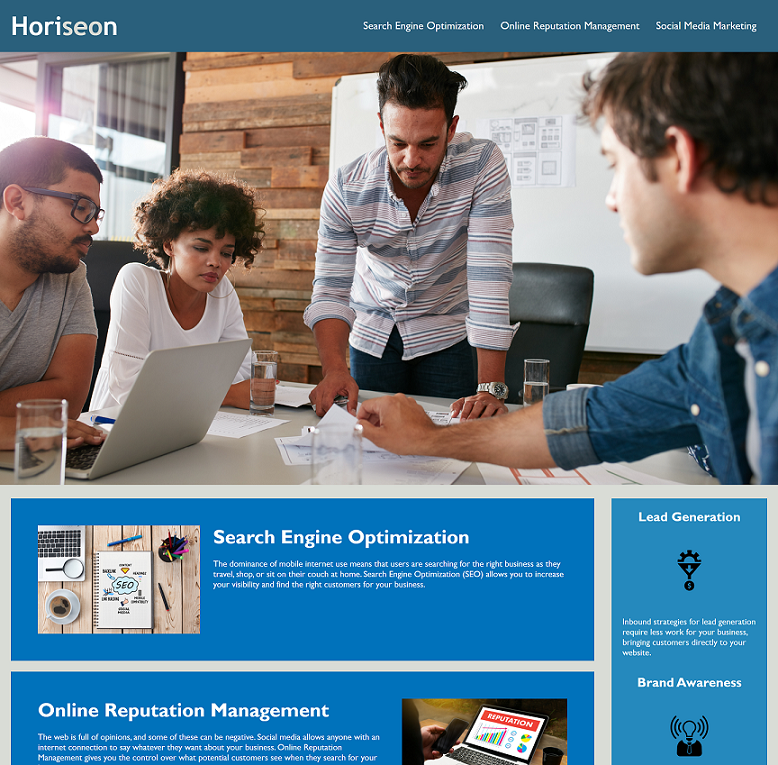 Horiseon
Search Engine Optimization
Online Reputation Management
Social Media Marketing
SEO
Search Engine Optimization
The dominance of mobile internet use means that users are searching for the right business as they
travel, shop, or sit on their couch at home. Search Engine Optimization (SEO) allows you to increase
your visibility and find the right customers for your business.
Online Reputation Management
The web is full of opinions, and some of these can be negative. Social media allows anyone with an
internet connection to say whatever they want about your business. Online Reputation
Management gives you the control over what potential customers see when they search for your
REPUTATION
Lead Generation
Inbound strategies for lead generation
require less work for your business,
bringing customers directly to your
website.
Brand Awareness